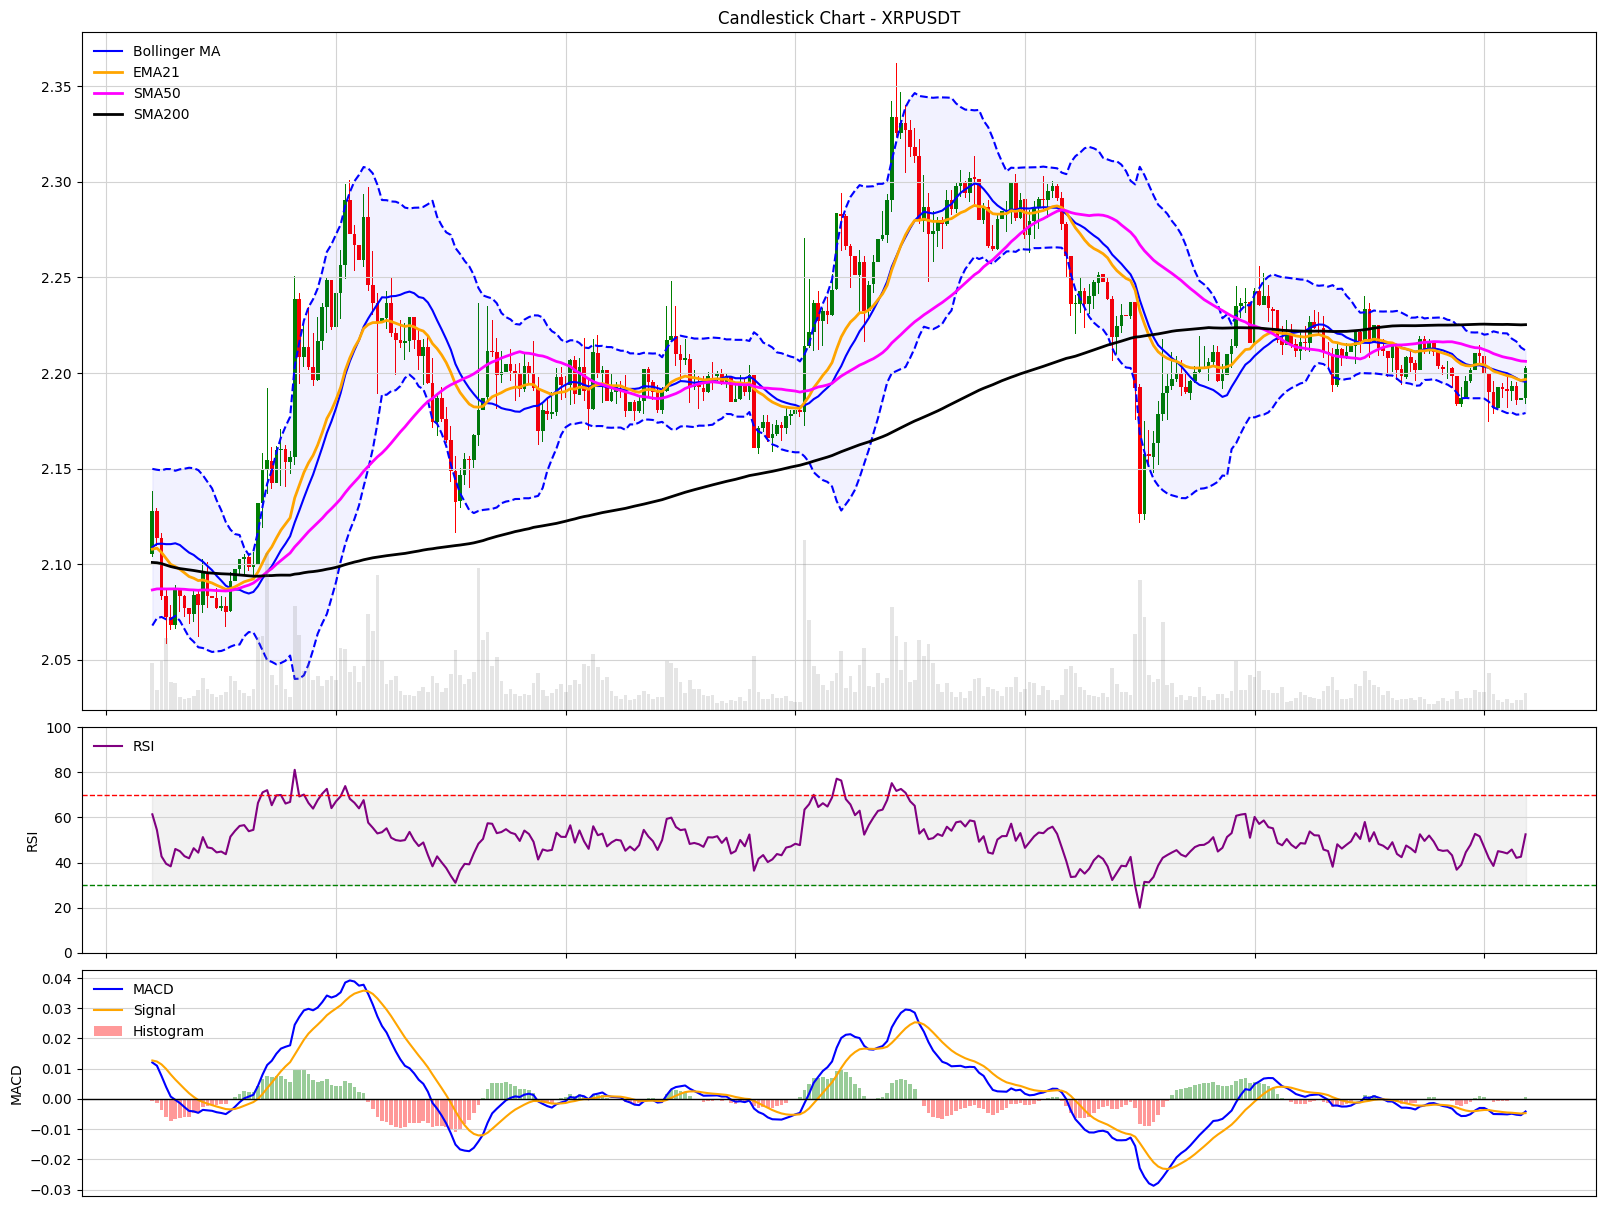 Candlestick Chart - XRPUSDT
Bollinger MA
EMA21
SMA50
SMA200
2.35
2.30
2.25
2.20
2.15
2.10
2.05
RSI
RSI
100
80
60
40
20
0
MACD
Signal
Histogram
MACD
0.04
0.03
0.02
0.01
0.00
−0.01
−0.02
−0.03